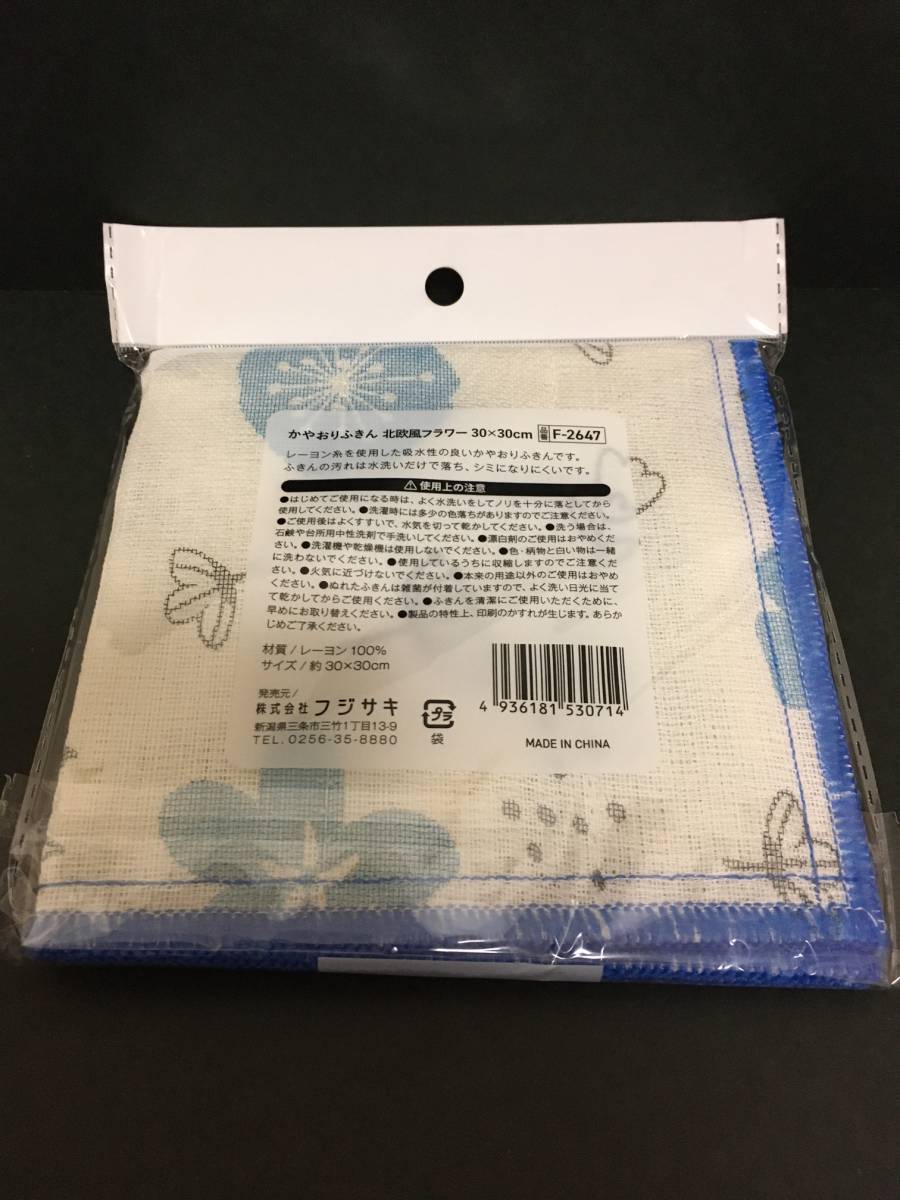 かやおりふきん 北欧風フラワー 30×30cm 品番 F-2647
レーヨン糸を使用した吸水性の良いかやおりふきんです。
ふきんの汚れは水洗いだけで落ち、シミになりにくいです。
⚠使用上の注意
●はじめてご使用になる時は、よく水洗いをしてノリを十分に落としてから
使用してください。●洗濯時には多少の色落ちがありますのでご注意ください。
●ご使用後はよくすすいで、水気を切って乾かしてください。●洗う場合は、
石鹸や台所用中性洗剤で手洗いしてください。●漂白剤のご使用はおやめくだ
さい。●洗濯機や乾燥機は使用しないでください。●色・柄物と白い物は一緒
に洗わないでください。●使用しているうちに収縮しますのでご注意くださ
い。●火気に近づけないでください。●本来の用途以外のご使用はおやめ
ください。●ぬれたふきんは雑菌が付着していますので、よく洗い日光に当て
て乾かしてからご使用ください。●ふきんを清潔にご使用いただくために、
早めにお取り替えください。●製品の特性上、印刷のかすれが生じます。あらか
じめご了承ください。
材質/レーヨン 100%
サイズ/約 30×30cm
発売元/
株式会社 フジサキ
新潟県三条市三竹1丁目13-9
TEL.0256-35-8880
プラ
袋
4 936181 530714
MADE IN CHINA